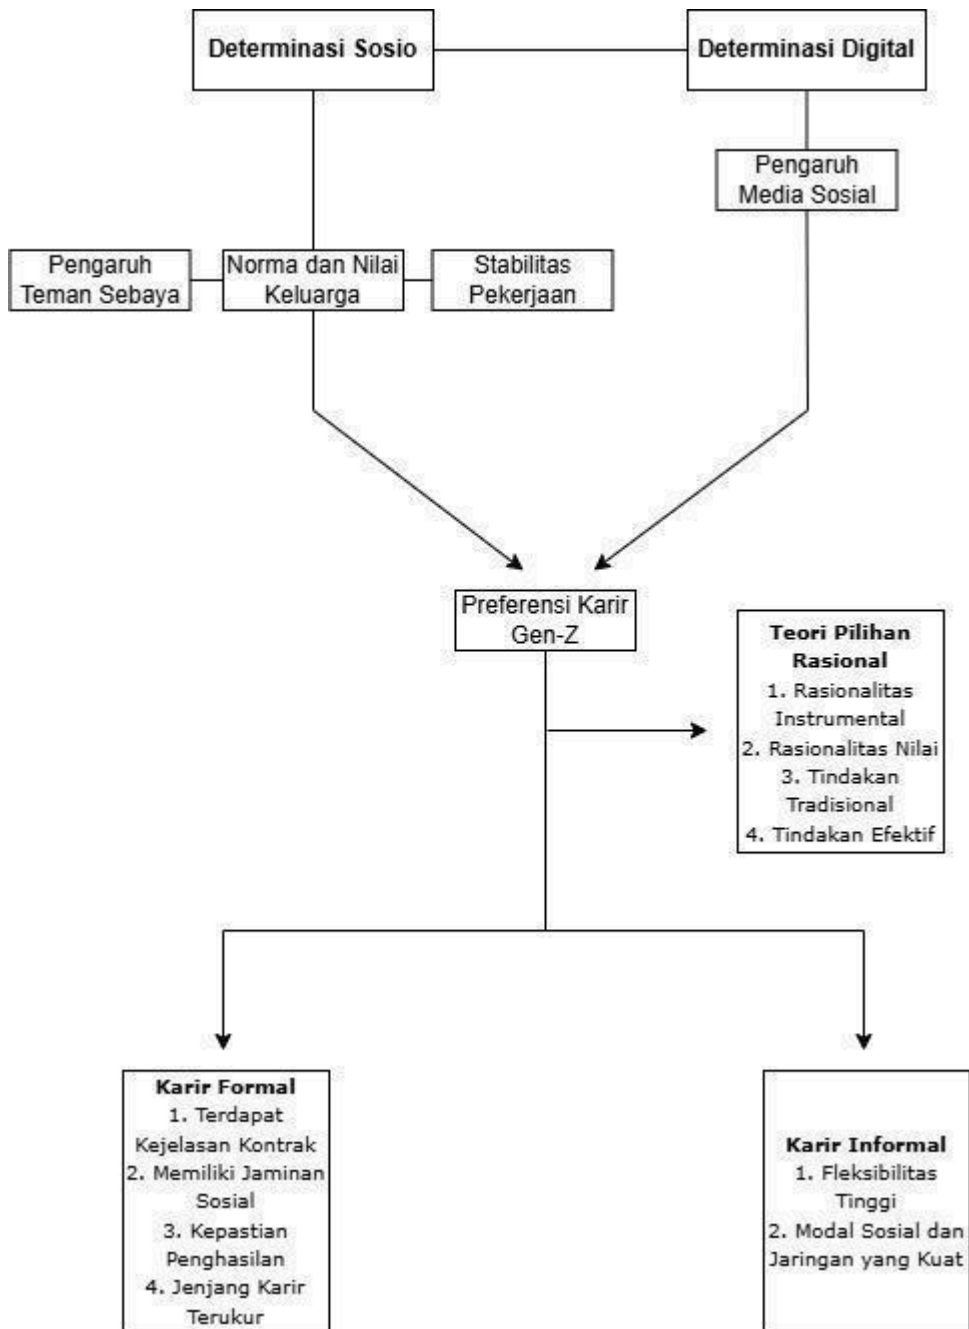 Determinasi Sosio
Determinasi Digital
Pengaruh
Media Sosial
Pengaruh
Teman Sebaya
Norma dan Nilai
Keluarga
Stabilitas
Pekerjaan
Preferensi Karir
Gen-Z
Teori Pilihan
Rasional
1. Rasionalitas
Instrumental
2. Rasionalitas Nilai
3. Tindakan
Tradisional
4. Tindakan Efektif
Karir Formal
1. Terdapat
Kejelasan Kontrak
2. Memiliki Jaminan
Sosial
3. Kepastian
Penghasilan
4. Jenjang Karir
Terukur
Karir Informal
1. Fleksibilitas
Tinggi
2. Modal Sosial dan
Jaringan yang Kuat